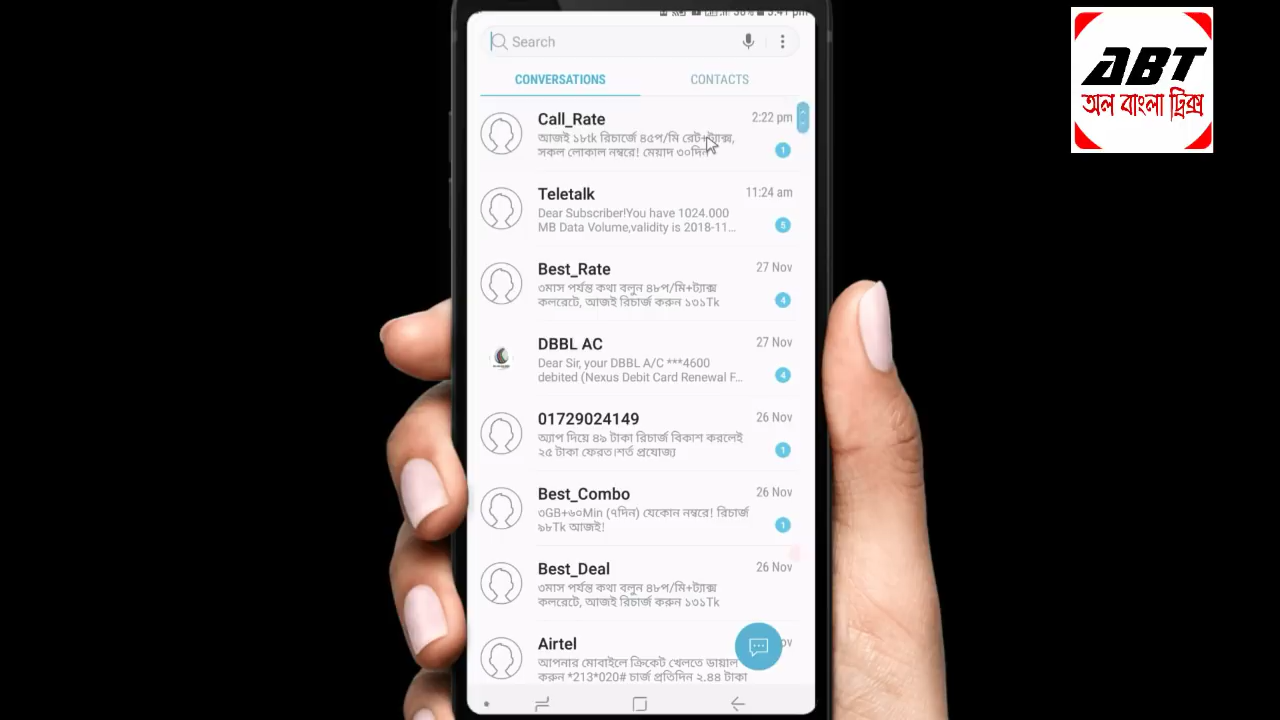 3:41 pm
Search
CONVERSATIONS
CONTACTS
Call_Rate
2:22 pm
আজই ১৮tk রিচার্জে ৪৫প/মি রেট+ট্যাক্স,
সকল লোকাল নম্বরে! মেয়াদ ৩০দিন
1
Teletalk
11:24 am
Dear Subscriber!You have 1024.000
MB Data Volume,validity is 2018-11...
5
Best_Rate
27 Nov
৩মাস পর্যন্ত কথা বলুন ৪৮প/মি+ট্যাক্স
কলরেটে, আজই রিচার্জ করুন ১৩১Tk
4
DBBL AC
27 Nov
Dear Sir, your DBBL A/C ***4600
debited (Nexus Debit Card Renewal F...
4
01729024149
26 Nov
অ্যাপ দিয়ে ৪৯ টাকা রিচার্জ বিকাশ করলেই
২৫ টাকা ফেরত।শর্ত প্রযোজ্য
1
Best_Combo
26 Nov
৩GB+৬০Min (৭দিন) যেকোন নম্বরে! রিচার্জ
৯৮Tk আজই!
1
Best_Deal
26 Nov
৩মাস পর্যন্ত কথা বলুন ৪৮প/মি+ট্যাক্স
কলরেটে, আজই রিচার্জ করুন ১৩১Tk
Airtel
আপনার মোবাইলে ক্রিকেট খেলতে ডায়াল
করুন *213*020# চার্জ প্রতিদিন ২.৪৪ টাকা
ABT
অল বাংলা ট্রিক্স